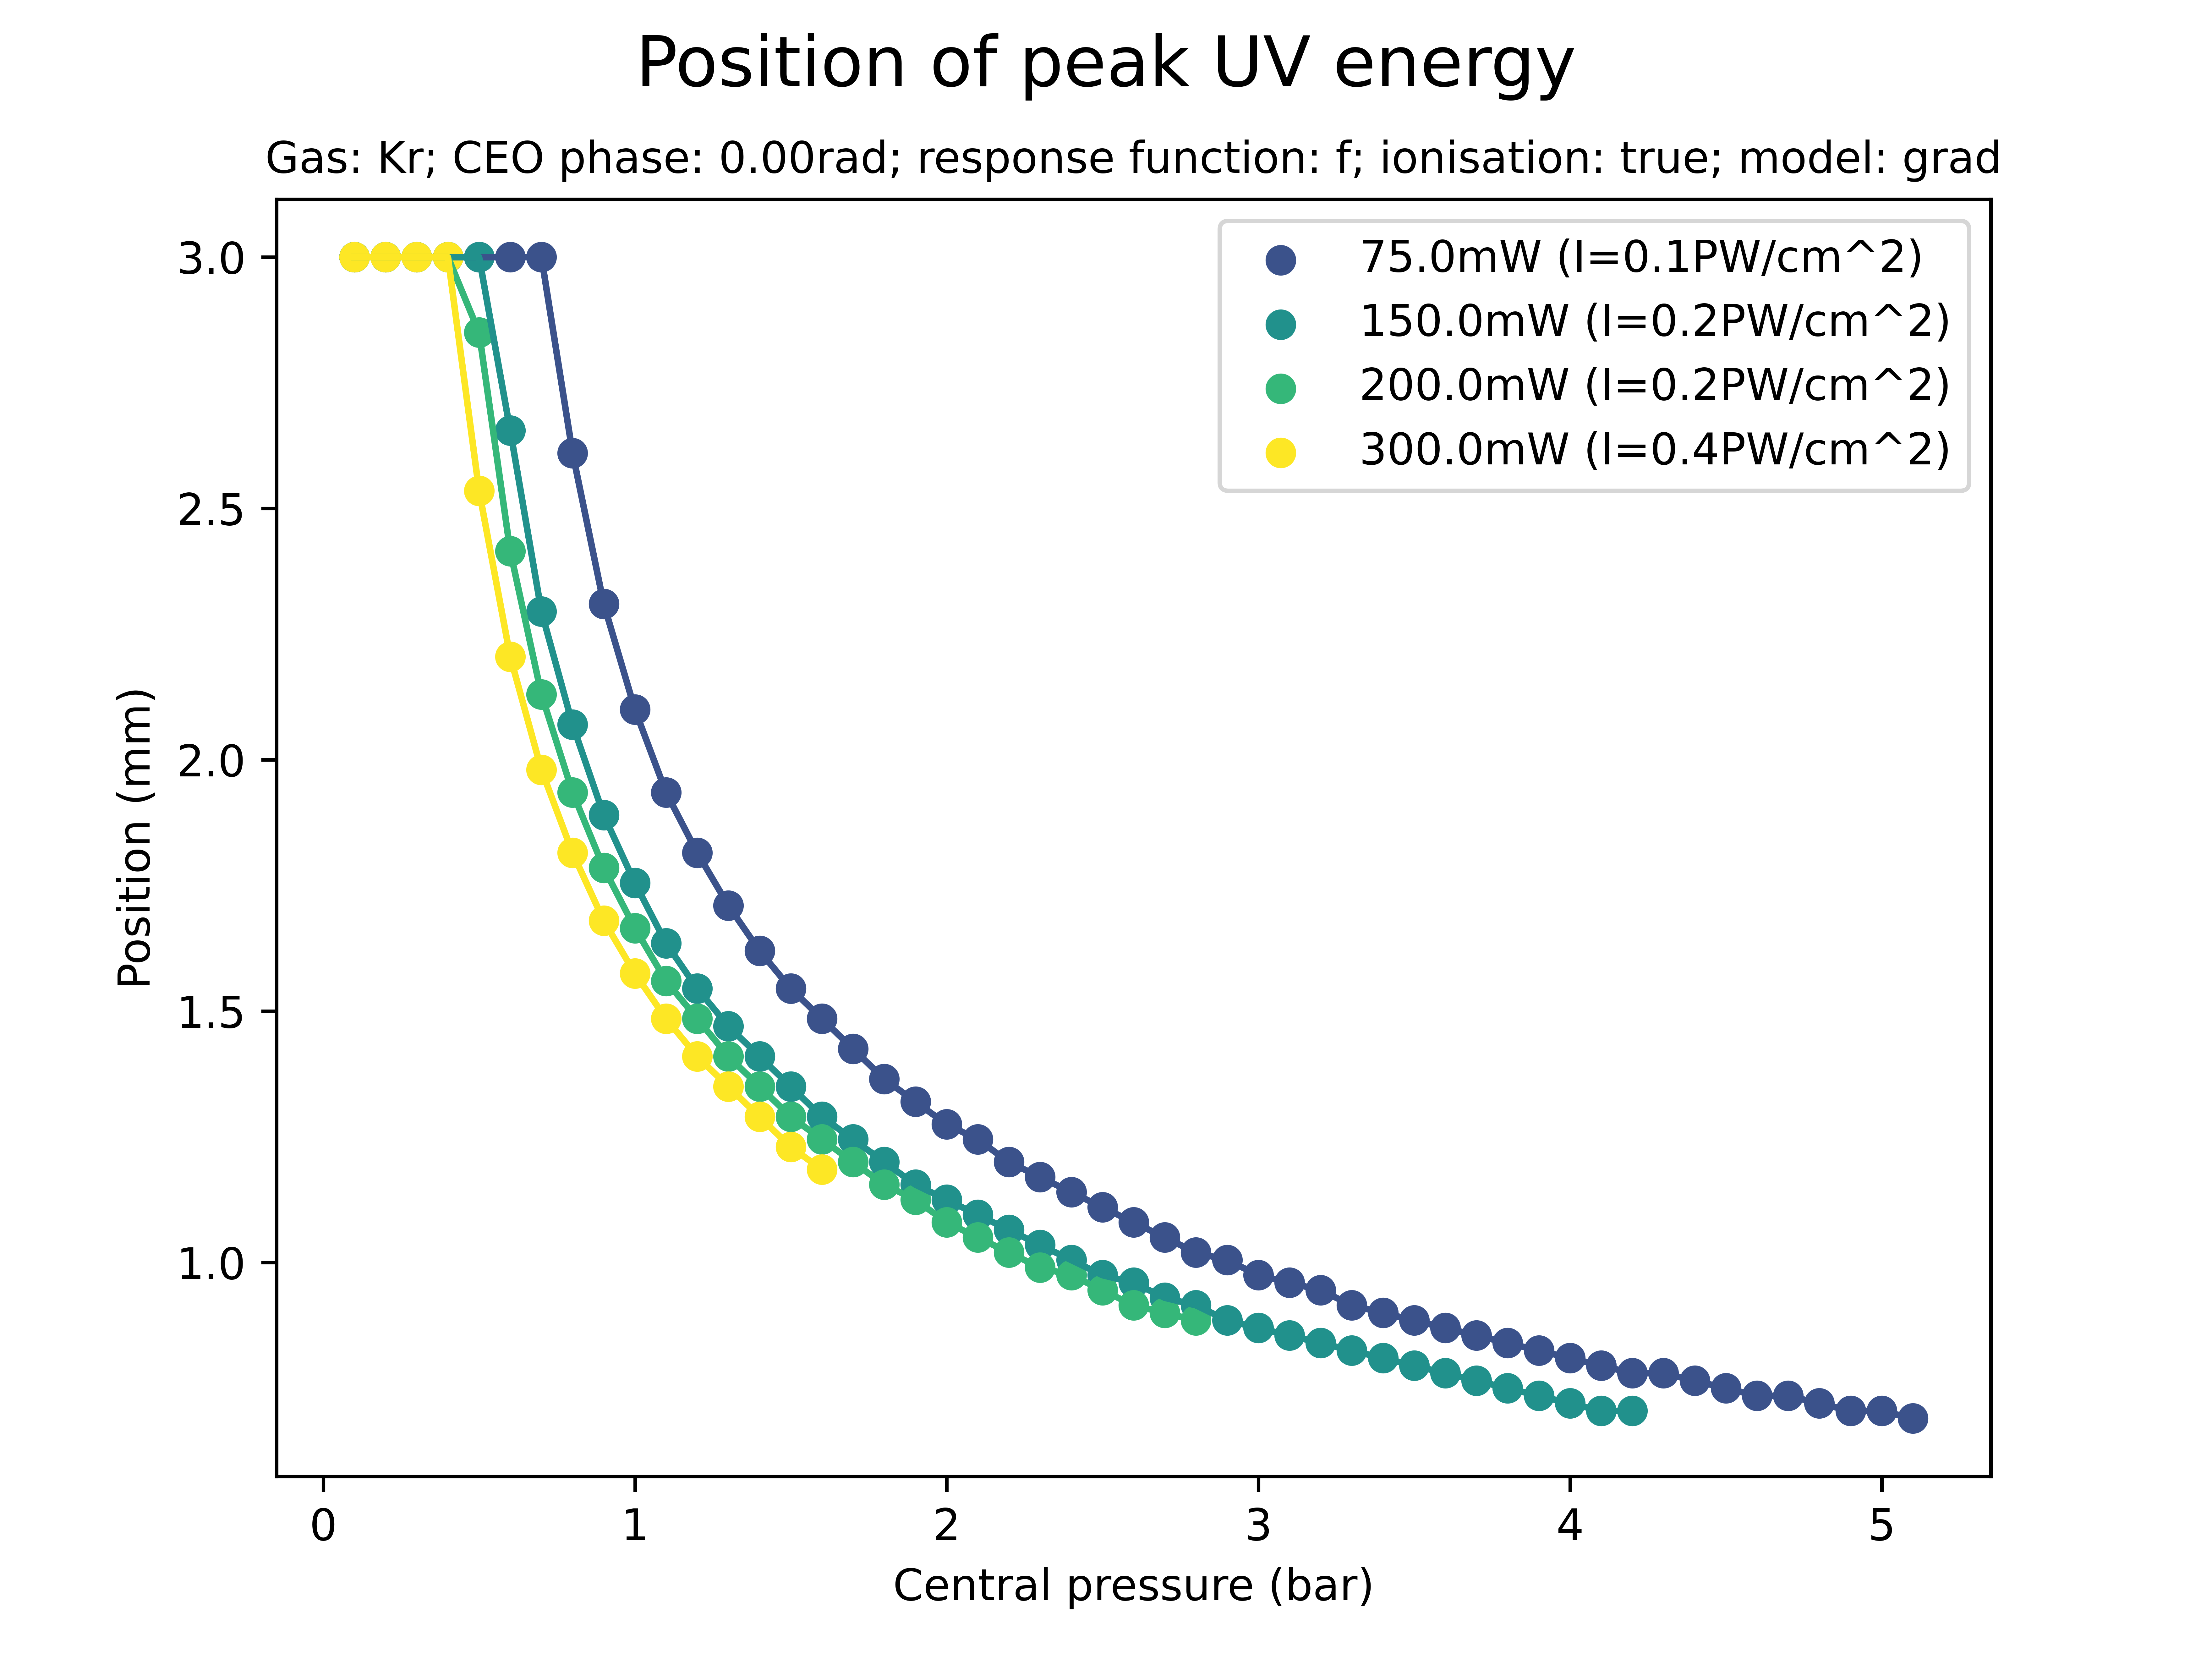 Position of peak UV energy
Gas: Kr; CEO phase: 0.00rad; response function: f; ionisation: true; model: grad
75.0mW (I=0.1PW/cm^2)
150.0mW (I=0.2PW/cm^2)
200.0mW (I=0.2PW/cm^2)
300.0mW (I=0.4PW/cm^2)
Position (mm)
3.0
2.5
2.0
1.5
1.0
0 1 2 3 4 5
Central pressure (bar)